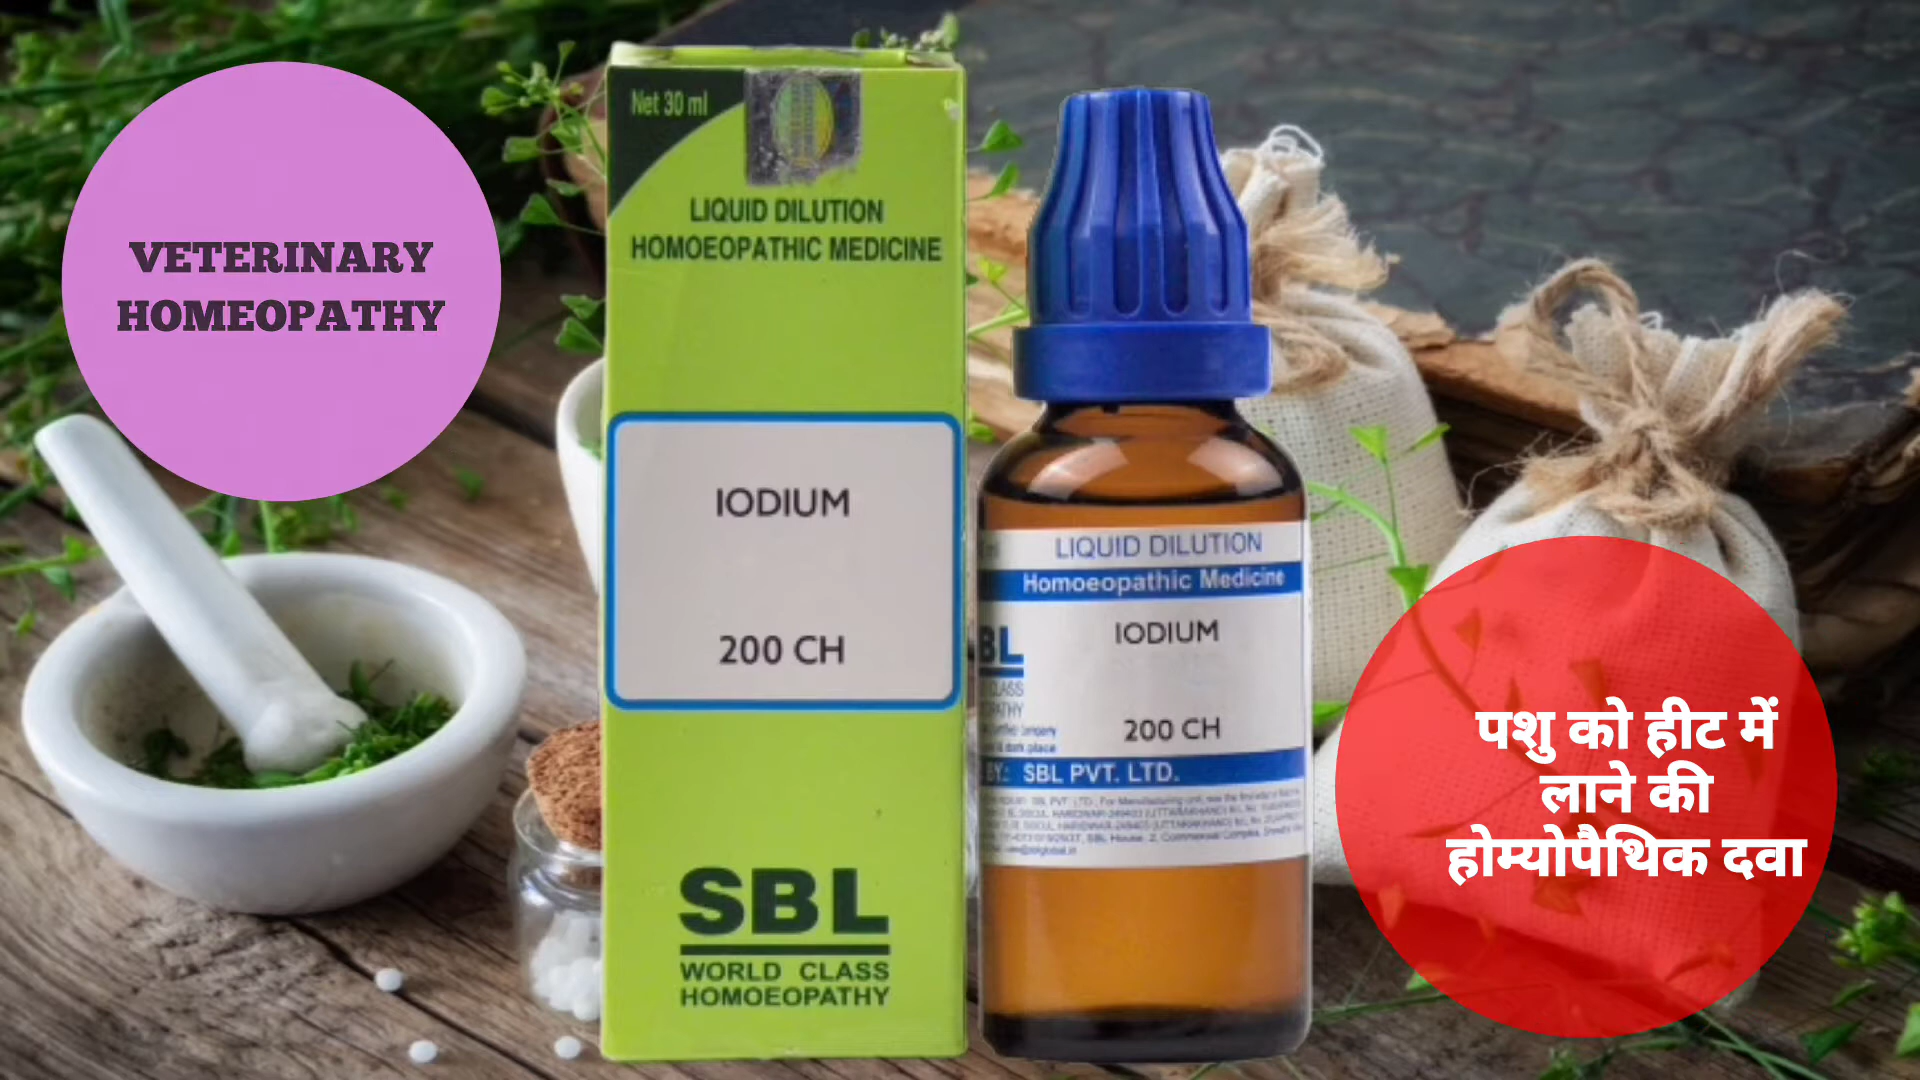 VETERINARY
HOMEOPATHY
Net 30 ml
LIQUID DILUTION
HOMOEOPATHIC MEDICINE
IODIUM
200 CH
SBL
WORLD CLASS
HOMOEOPATHY
LIQUID DILUTION
Homoeopathic Medicine
IODIUM
BL
200 CH
BY.: SBL PVT. LTD.
पशु को हीट में
लाने की
होम्योपैथिक दवा